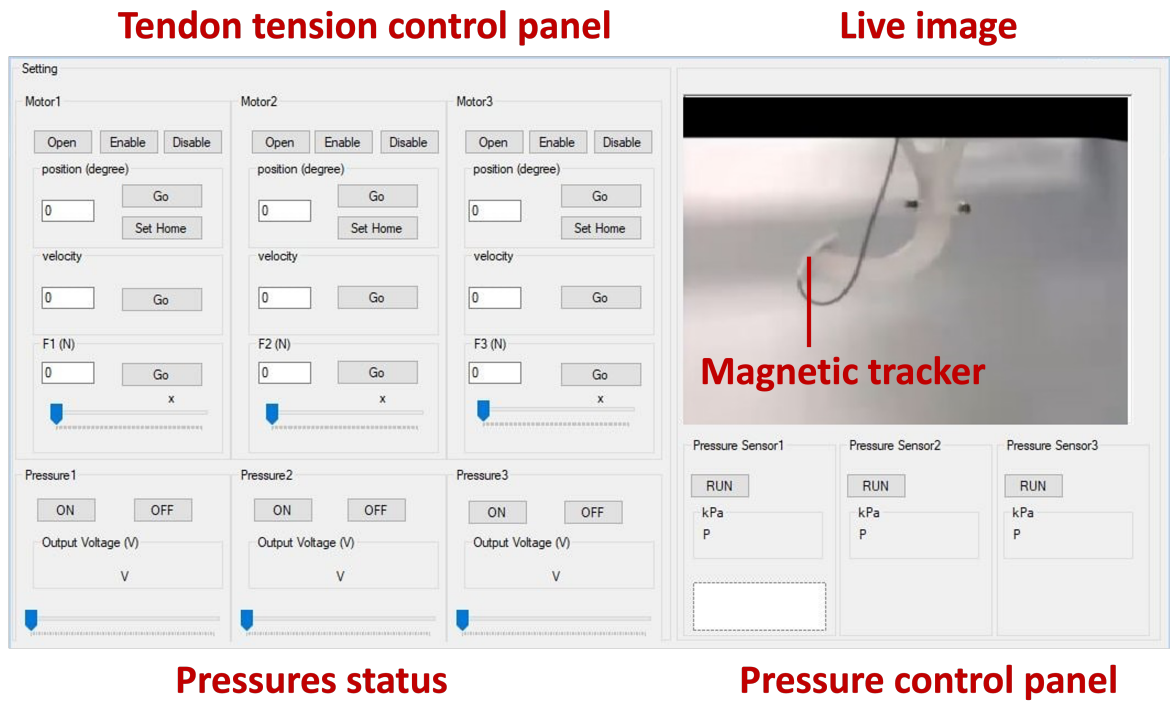 Tendon tension control panel
Live image
Setting
Motor1
Motor2
Motor3
Open Enable Disable
Open Enable Disable
Open Enable Disable
position (degree)
position (degree)
position (degree)
0 Go
0 Go
0 Go
Set Home
Set Home
Set Home
velocity
velocity
velocity
0 Go
0 Go
0 Go
F1 (N)
F2 (N)
F3 (N)
0 Go
0 Go
0 Go
x
x
x
Magnetic tracker
Pressure1
Pressure2
Pressure3
ON OFF
ON OFF
ON OFF
Output Voltage (V)
Output Voltage (V)
Output Voltage (V)
V
V
V
Pressure Sensor1
Pressure Sensor2
Pressure Sensor3
RUN
RUN
RUN
kPa
kPa
kPa
P
P
P
Pressures status
Pressure control panel